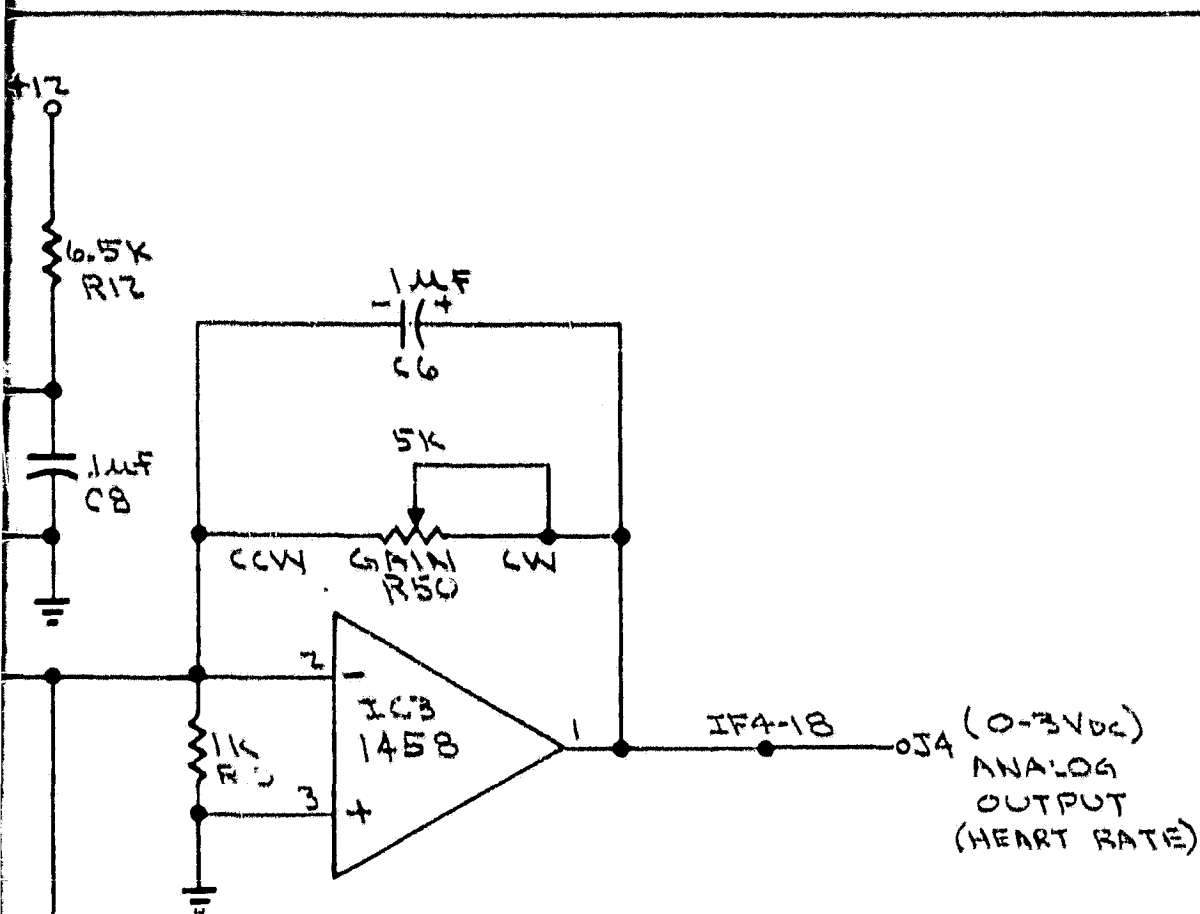 +12
6.5K
R12
1µF
- +
C6
5K
.1µF
C8
CCW GAIN CW
R50
2
-
IC3
1458
1
1K
3
+
IF4-18
J4
(0-3VDC)
ANALOG
OUTPUT
(HEART RATE)